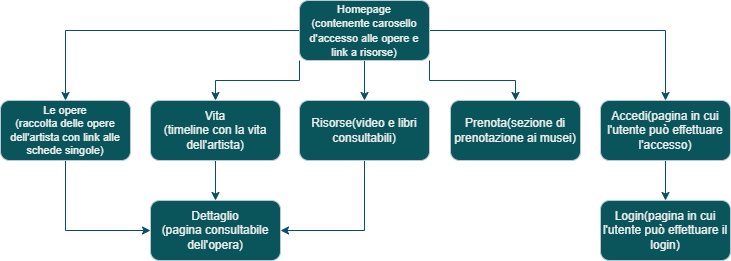 Homepage
(contenente carosello
d'accesso alle opere e
link a risorse)
Le opere
(raccolta delle opere
dell'artista con link alle
schede singole)
Vita
(timeline con la vita
dell'artista)
Risorse(video e libri
consultabili)
Prenota(sezione di
prenotazione ai musei)
Accedi(pagina in cui
l'utente può effettuare
l'accesso)
Dettaglio
(pagina consultabile
dell'opera)
Login(pagina in cui
l'utente può effettuare il
login)